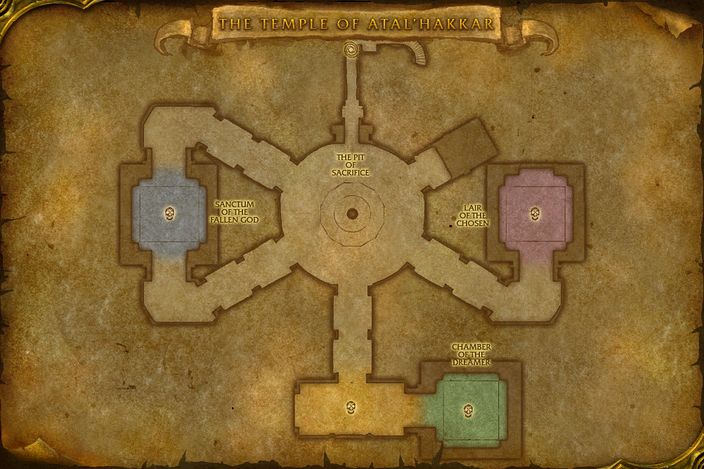 THE TEMPLE OF ATAL'HAKKAR
THE PIT
OF
SACRIFICE
SANCTUM
OF THE
FALLEN GOD
LAIR
OF THE
CHOSEN
CHAMBER
OF THE
DREAMER